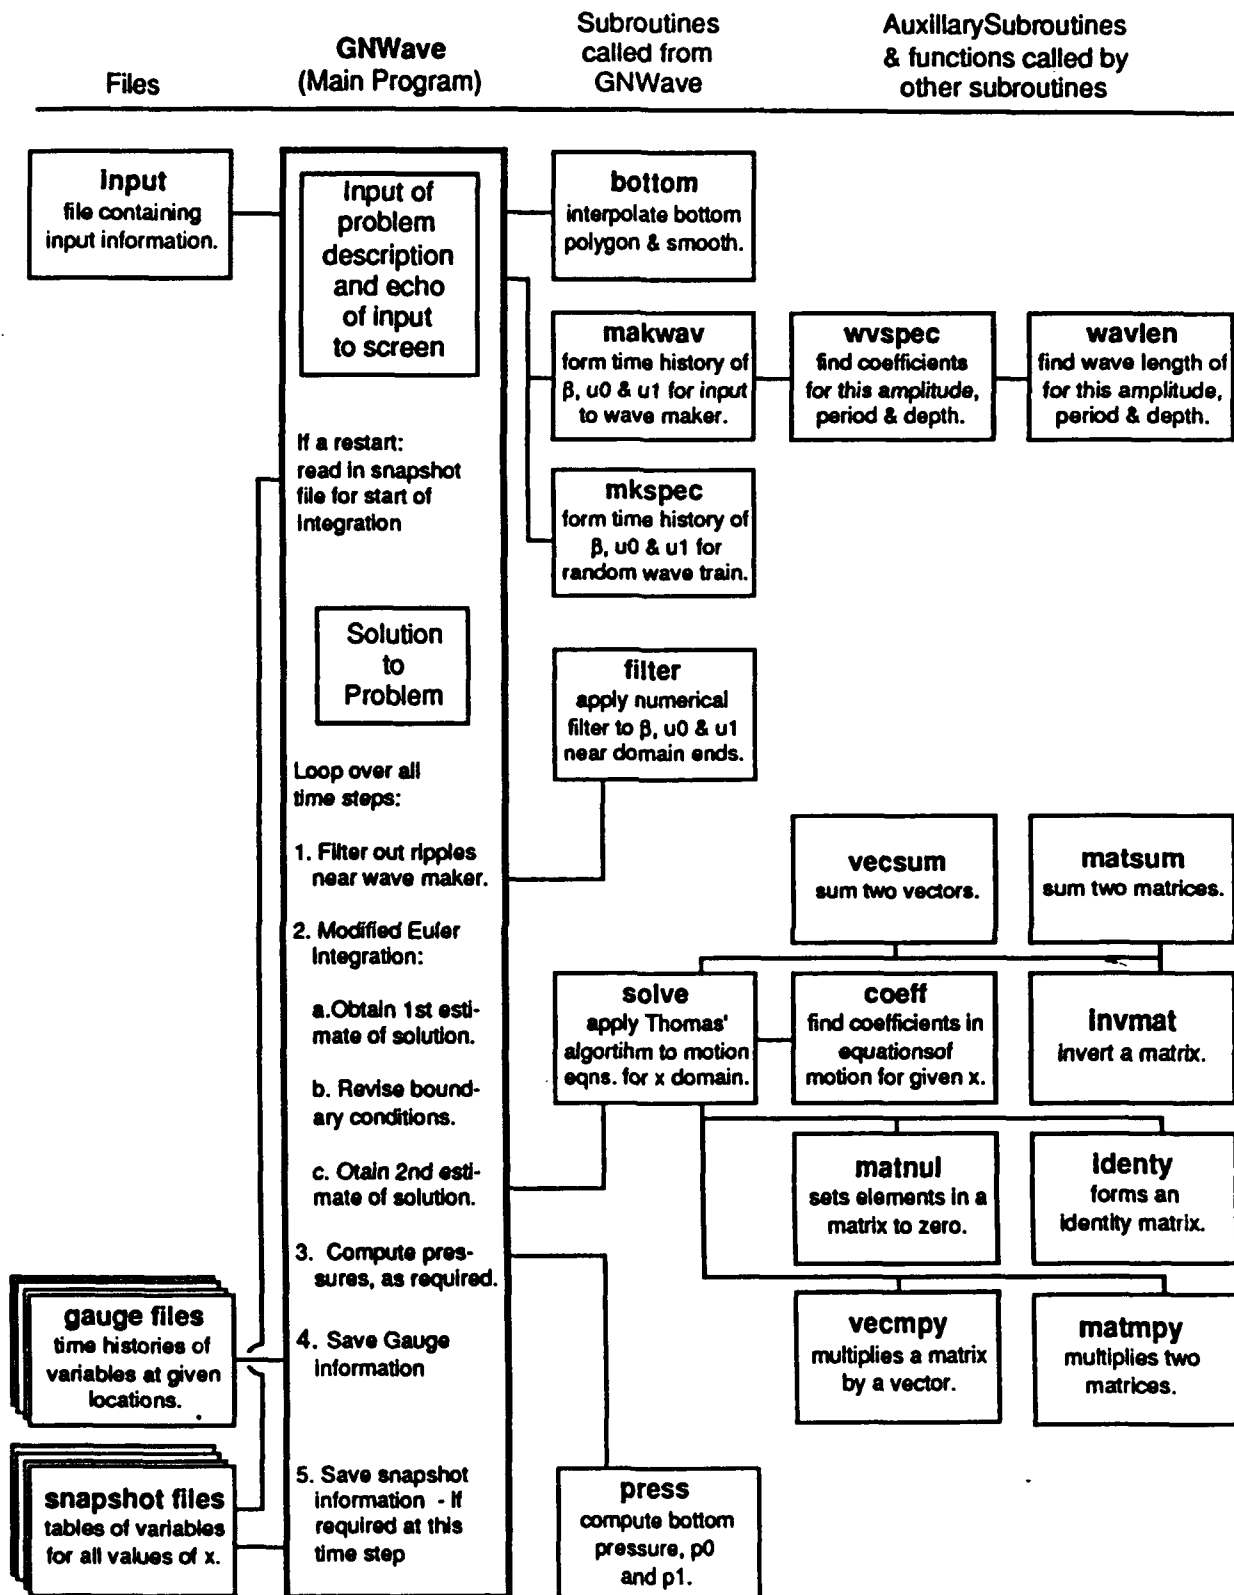 Files
GNWave
(Main Program)
Subroutines
called from
GNWave
AuxillarySubroutines
& functions called by
other subroutines
input
file containing
input information.
Input of
problem
description
and echo
of input
to screen
If a restart:
read in snapshot
file for start of
Integration
Solution
to
Problem
Loop over all
time steps:
1. Filter out ripples
near wave maker.
2. Modified Euler
Integration:
a.Obtain 1st esti-
mate of solution.
b. Revise bound-
ary conditions.
c. Otain 2nd esti-
mate of solution.
3. Compute pres-
sures, as required.
4. Save Gauge
information
5. Save snapshot
information - If
required at this
time step
gauge files
time histories of
variables at given
locations.
snapshot files
tables of variables
for all values of x.
bottom
interpolate bottom
polygon & smooth.
makwav
form time history of
β, u0 & u1 for input
to wave maker.
wvspec
find coefficients
for this amplitude,
period & depth.
wavlen
find wave length of
for this amplitude,
period & depth.
mkspec
form time history of
β, u0 & u1 for
random wave train.
filter
apply numerical
filter to β, u0 & u1
near domain ends.
vecsum
sum two vectors.
matsum
sum two matrices.
solve
apply Thomas'
algortihm to motion
eqns. for x domain.
coeff
find coefficients in
equationsof
motion for given x.
invmat
invert a matrix.
matnul
sets elements in a
matrix to zero.
identy
forms an
identity matrix.
vecmpy
multiplies a matrix
by a vector.
matmpy
multiplies two
matrices.
press
compute bottom
pressure, p0
and p1.